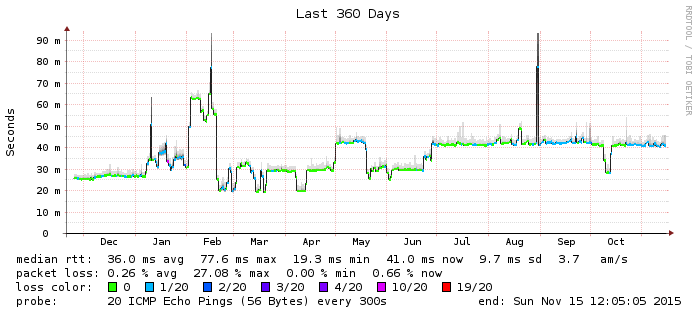 Last 360 Days
RRDTOOL / TOBI OETIKER
Seconds
90 m
80 m
70 m
60 m
50 m
40 m
30 m
20 m
10 m
0
Dec Jan Feb Mar Apr May Jun Jul Aug Sep Oct
median rtt: 36.0 ms avg 77.6 ms max 19.3 ms min 41.0 ms now 9.7 ms sd 3.7 am/s
packet loss: 0.26 % avg 27.08 % max 0.00 % min 0.66 % now
loss color: 0 1/20 2/20 3/20 4/20 10/20 19/20
probe: 20 ICMP Echo Pings (56 Bytes) every 300s end: Sun Nov 15 12:05:05 2015